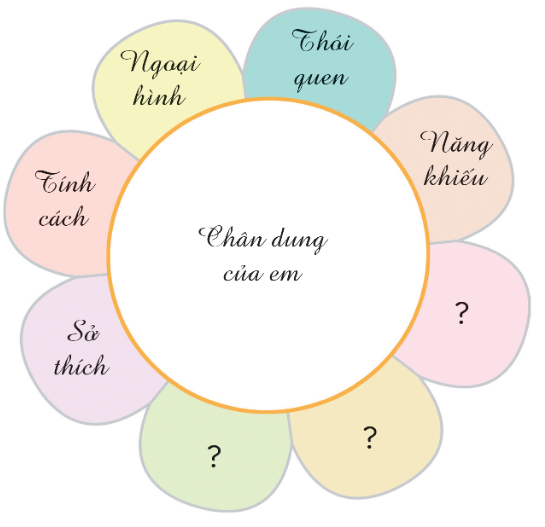 Thói
quen
Ngoại
hình
Năng
khiếu
Tính
cách
Chân dung
của em
?
Sở
thích
?
?